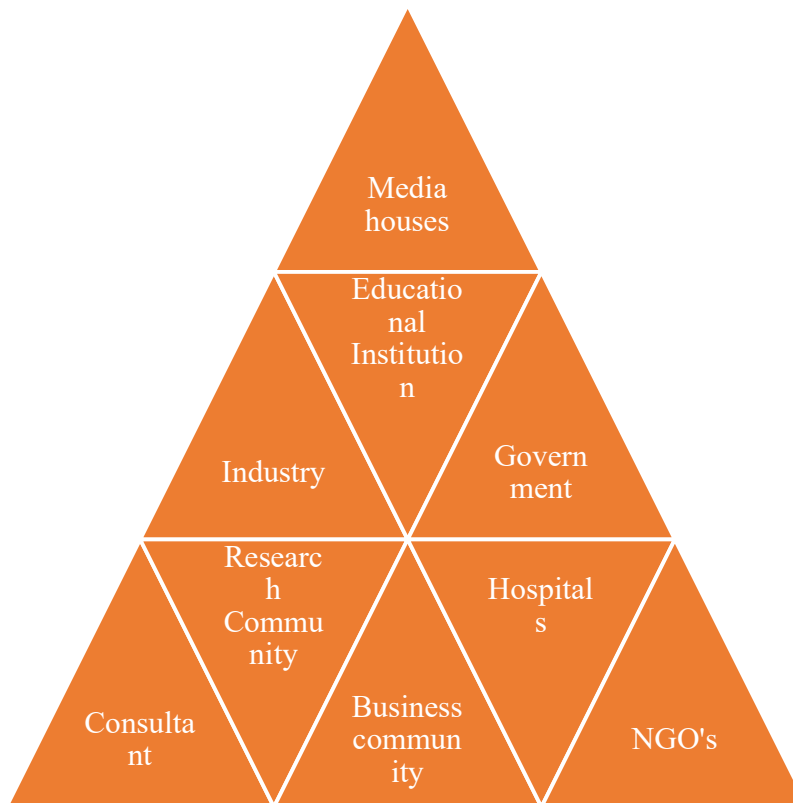 Media
houses
Educatio
nal
Institutio
n
Industry
Govern
ment
Researc
h
Commu
nity
Hospital
s
Consulta
nt
Business
commun
ity
NGO's